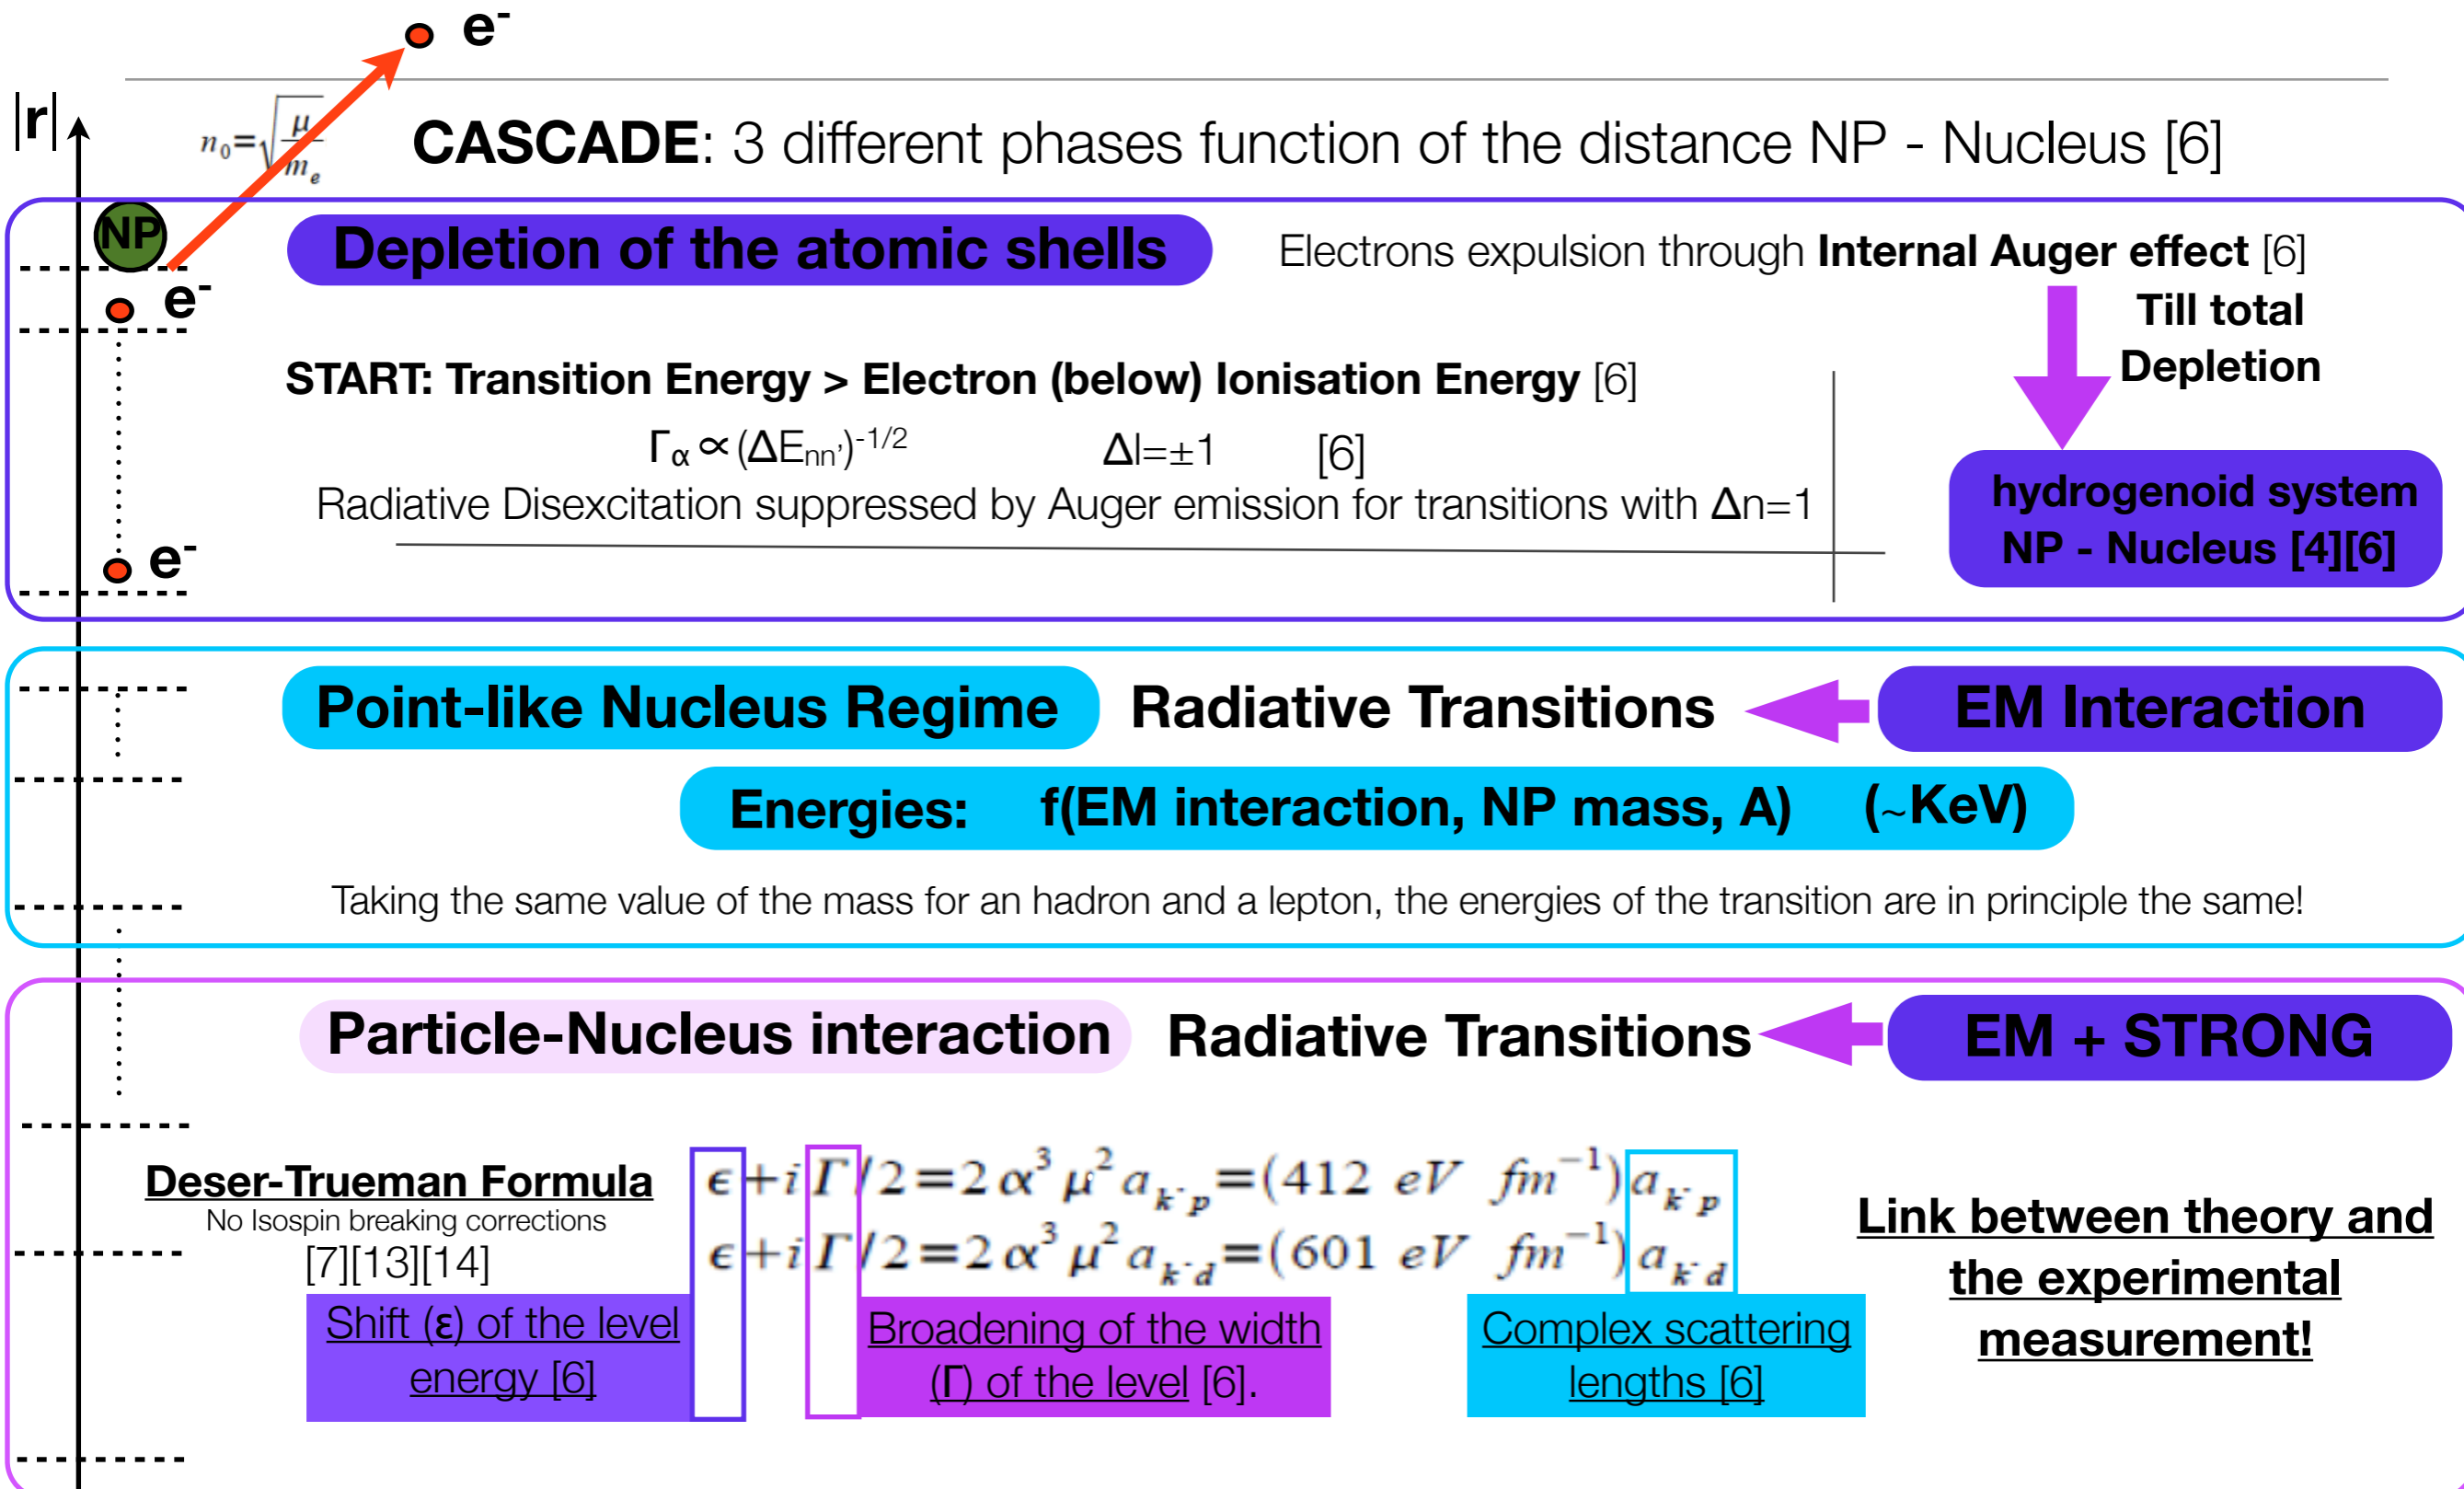 e⁻
|r|
n₀=√(μ/mₑ)
CASCADE: 3 different phases function of the distance NP - Nucleus [6]
NP
Depletion of the atomic shells
Electrons expulsion through Internal Auger effect [6]
e⁻
Till total
Depletion
START: Transition Energy > Electron (below) Ionisation Energy [6]
Γα ∝ (ΔEnn')-1/2 Δl=±1 [6]
Radiative Disexcitation suppressed by Auger emission for transitions with Δn=1
hydrogenoid system
NP - Nucleus [4][6]
e⁻
Point-like Nucleus Regime
Radiative Transitions
EM Interaction
Energies: f(EM interaction, NP mass, A) (~KeV)
Taking the same value of the mass for an hadron and a lepton, the energies of the transition are in principle the same!
Particle-Nucleus interaction
Radiative Transitions
EM + STRONG
Deser-Trueman Formula
No Isospin breaking corrections
[7][13][14]
ϵ+iΓ/2=2α³μ²a_k⁻p=(412 eV fm⁻¹)a_k⁻p
ϵ+iΓ/2=2α³μ²a_k⁻d=(601 eV fm⁻¹)a_k⁻d
Link between theory and
the experimental
measurement!
Shift (ε) of the level
energy [6]
Broadening of the width
(Γ) of the level [6].
Complex scattering
lengths [6]